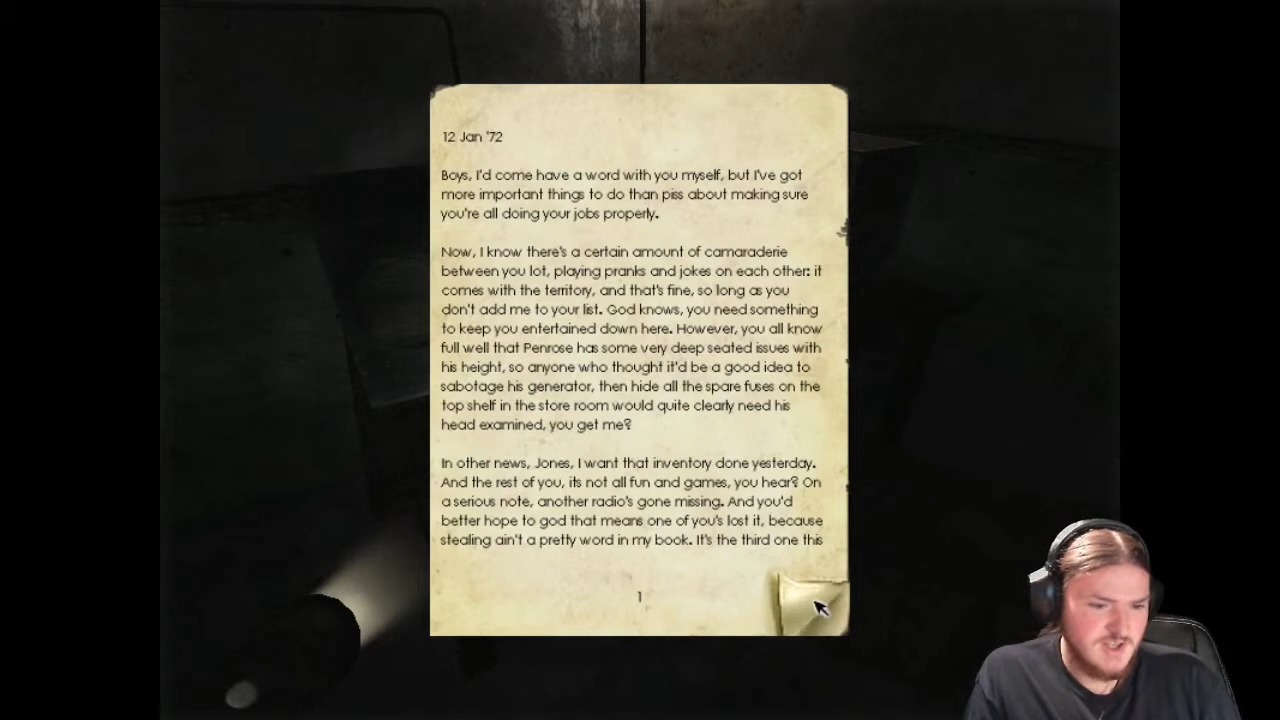 12 Jan '72
Boys, I'd come have a word with you myself, but I've got
more important things to do than piss about making sure
you're all doing your jobs properly.
Now, I know there's a certain amount of camaraderie
between you lot, playing pranks and jokes on each other: it
comes with the territory, and that's fine, so long as you
don't add me to your list. God knows, you need something
to keep you entertained down here. However, you all know
full well that Penrose has some very deep seated issues with
his height, so anyone who thought it'd be a good idea to
sabotage his generator, then hide all the spare fuses on the
top shelf in the store room would quite clearly need his
head examined, you get me?
In other news, Jones, I want that inventory done yesterday.
And the rest of you, its not all fun and games, you hear? On
a serious note, another radio's gone missing. And you'd
better hope to god that means one of you's lost it, because
stealing ain't a pretty word in my book. It's the third one this
1